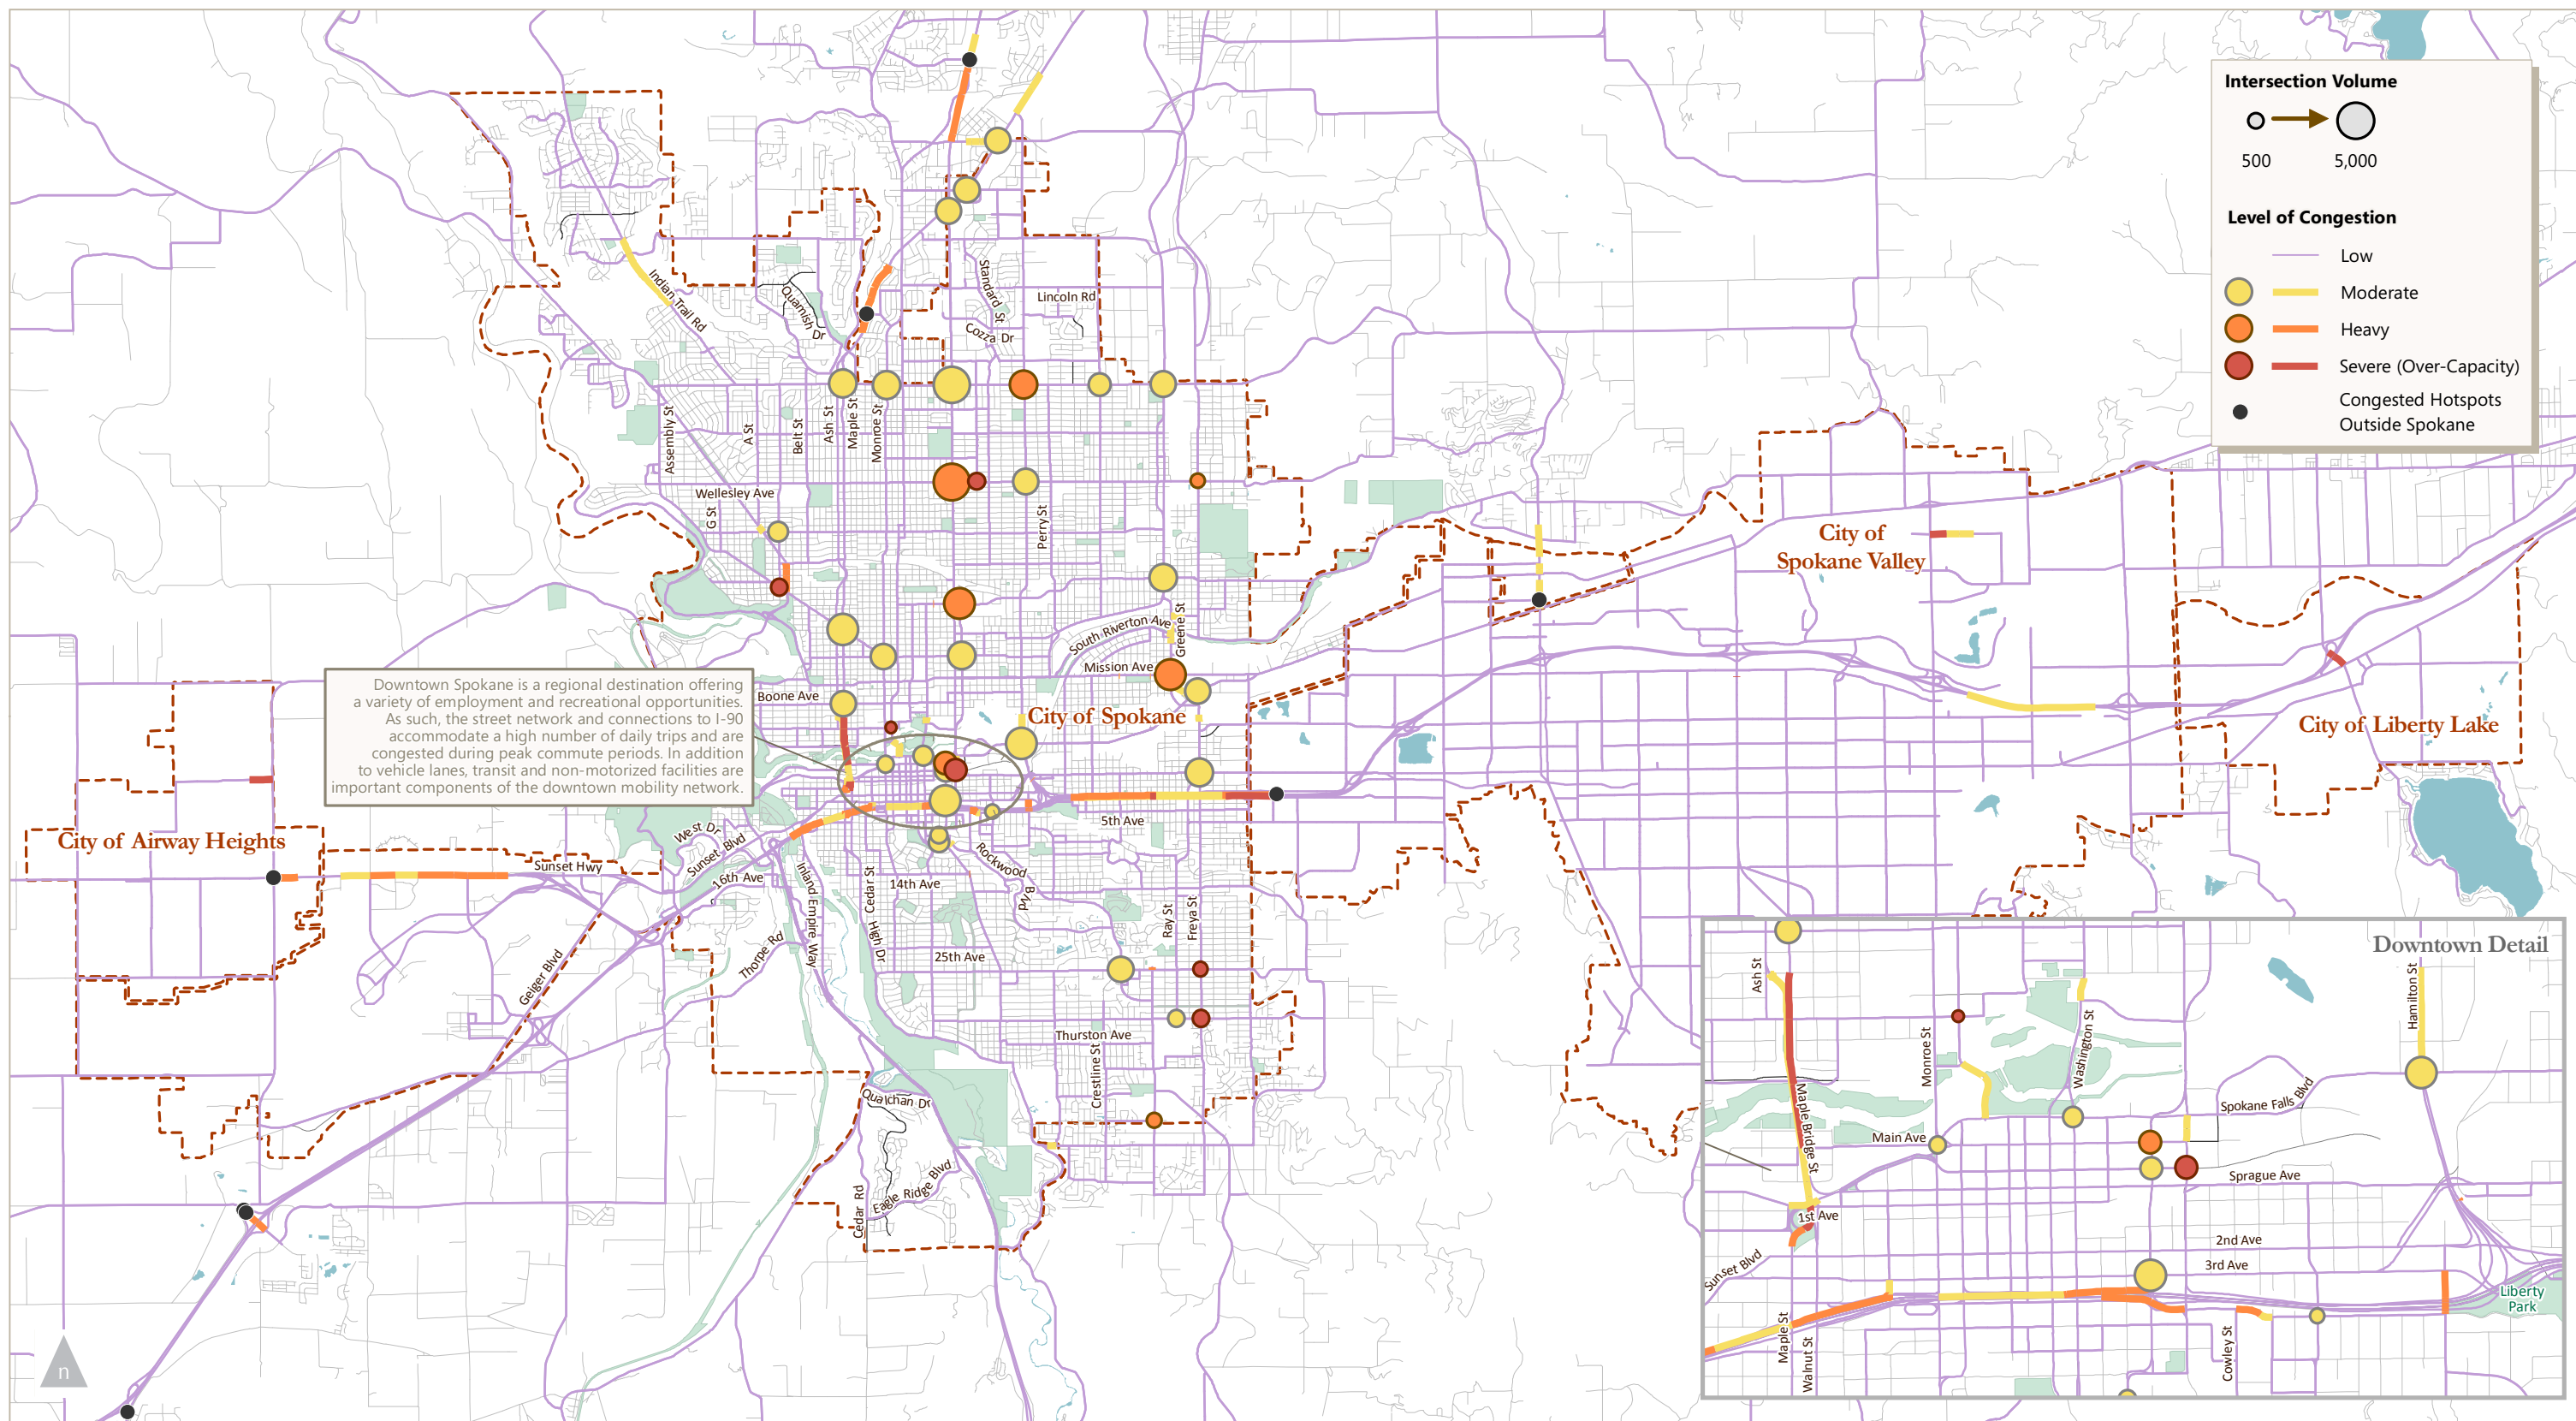 Intersection Volume
500
5,000
Level of Congestion
Low
Moderate
Heavy
Severe (Over-Capacity)
Congested Hotspots
Outside Spokane
Indian Trail Rd
Quamish Dr
Standard St
Lincoln Rd
Cozza Dr
Assembly St
A St
Belt St
Ash St
Maple St
Monroe St
Wellesley Ave
G St
Perry St
City of
Spokane Valley
South Riverton Ave
Greene St
Mission Ave
Boone Ave
City of Spokane
City of Liberty Lake
Downtown Spokane is a regional destination offering
a variety of employment and recreational opportunities.
As such, the street network and connections to I-90
accommodate a high number of daily trips and are
congested during peak commute periods. In addition
to vehicle lanes, transit and non-motorized facilities are
important components of the downtown mobility network.
City of Airway Heights
5th Ave
West Dr
Sunset Blvd
Sunset Hwy
16th Ave
Inland Empire Way
Cedar St
High Dr
14th Ave
Rockwood Blvd
Ray St
Freya St
25th Ave
Thorpe Rd
Geiger Blvd
Thurston Ave
Crestline St
Qualchan Dr
Eagle Ridge Blvd
Cedar Rd
n
Downtown Detail
Ash St
Hamilton St
Monroe St
Washington St
Maple Bridge St
Spokane Falls Blvd
Main Ave
Sprague Ave
1st Ave
2nd Ave
3rd Ave
Sunset Blvd
Maple St
Walnut St
Cowley St
Liberty
Park